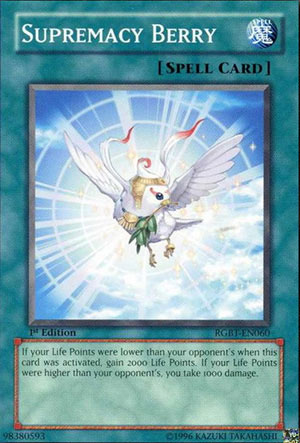 SUPREMACY BERRY
魔
[SPELL CARD]
1st Edition RGBT-EN060
If your Life Points were lower than your opponent's when this
card was activated, gain 2000 Life Points. If your Life Points
were higher than your opponent's, you take 1000 damage.
98380593 ©1996 KAZUKI TAKAHASHI